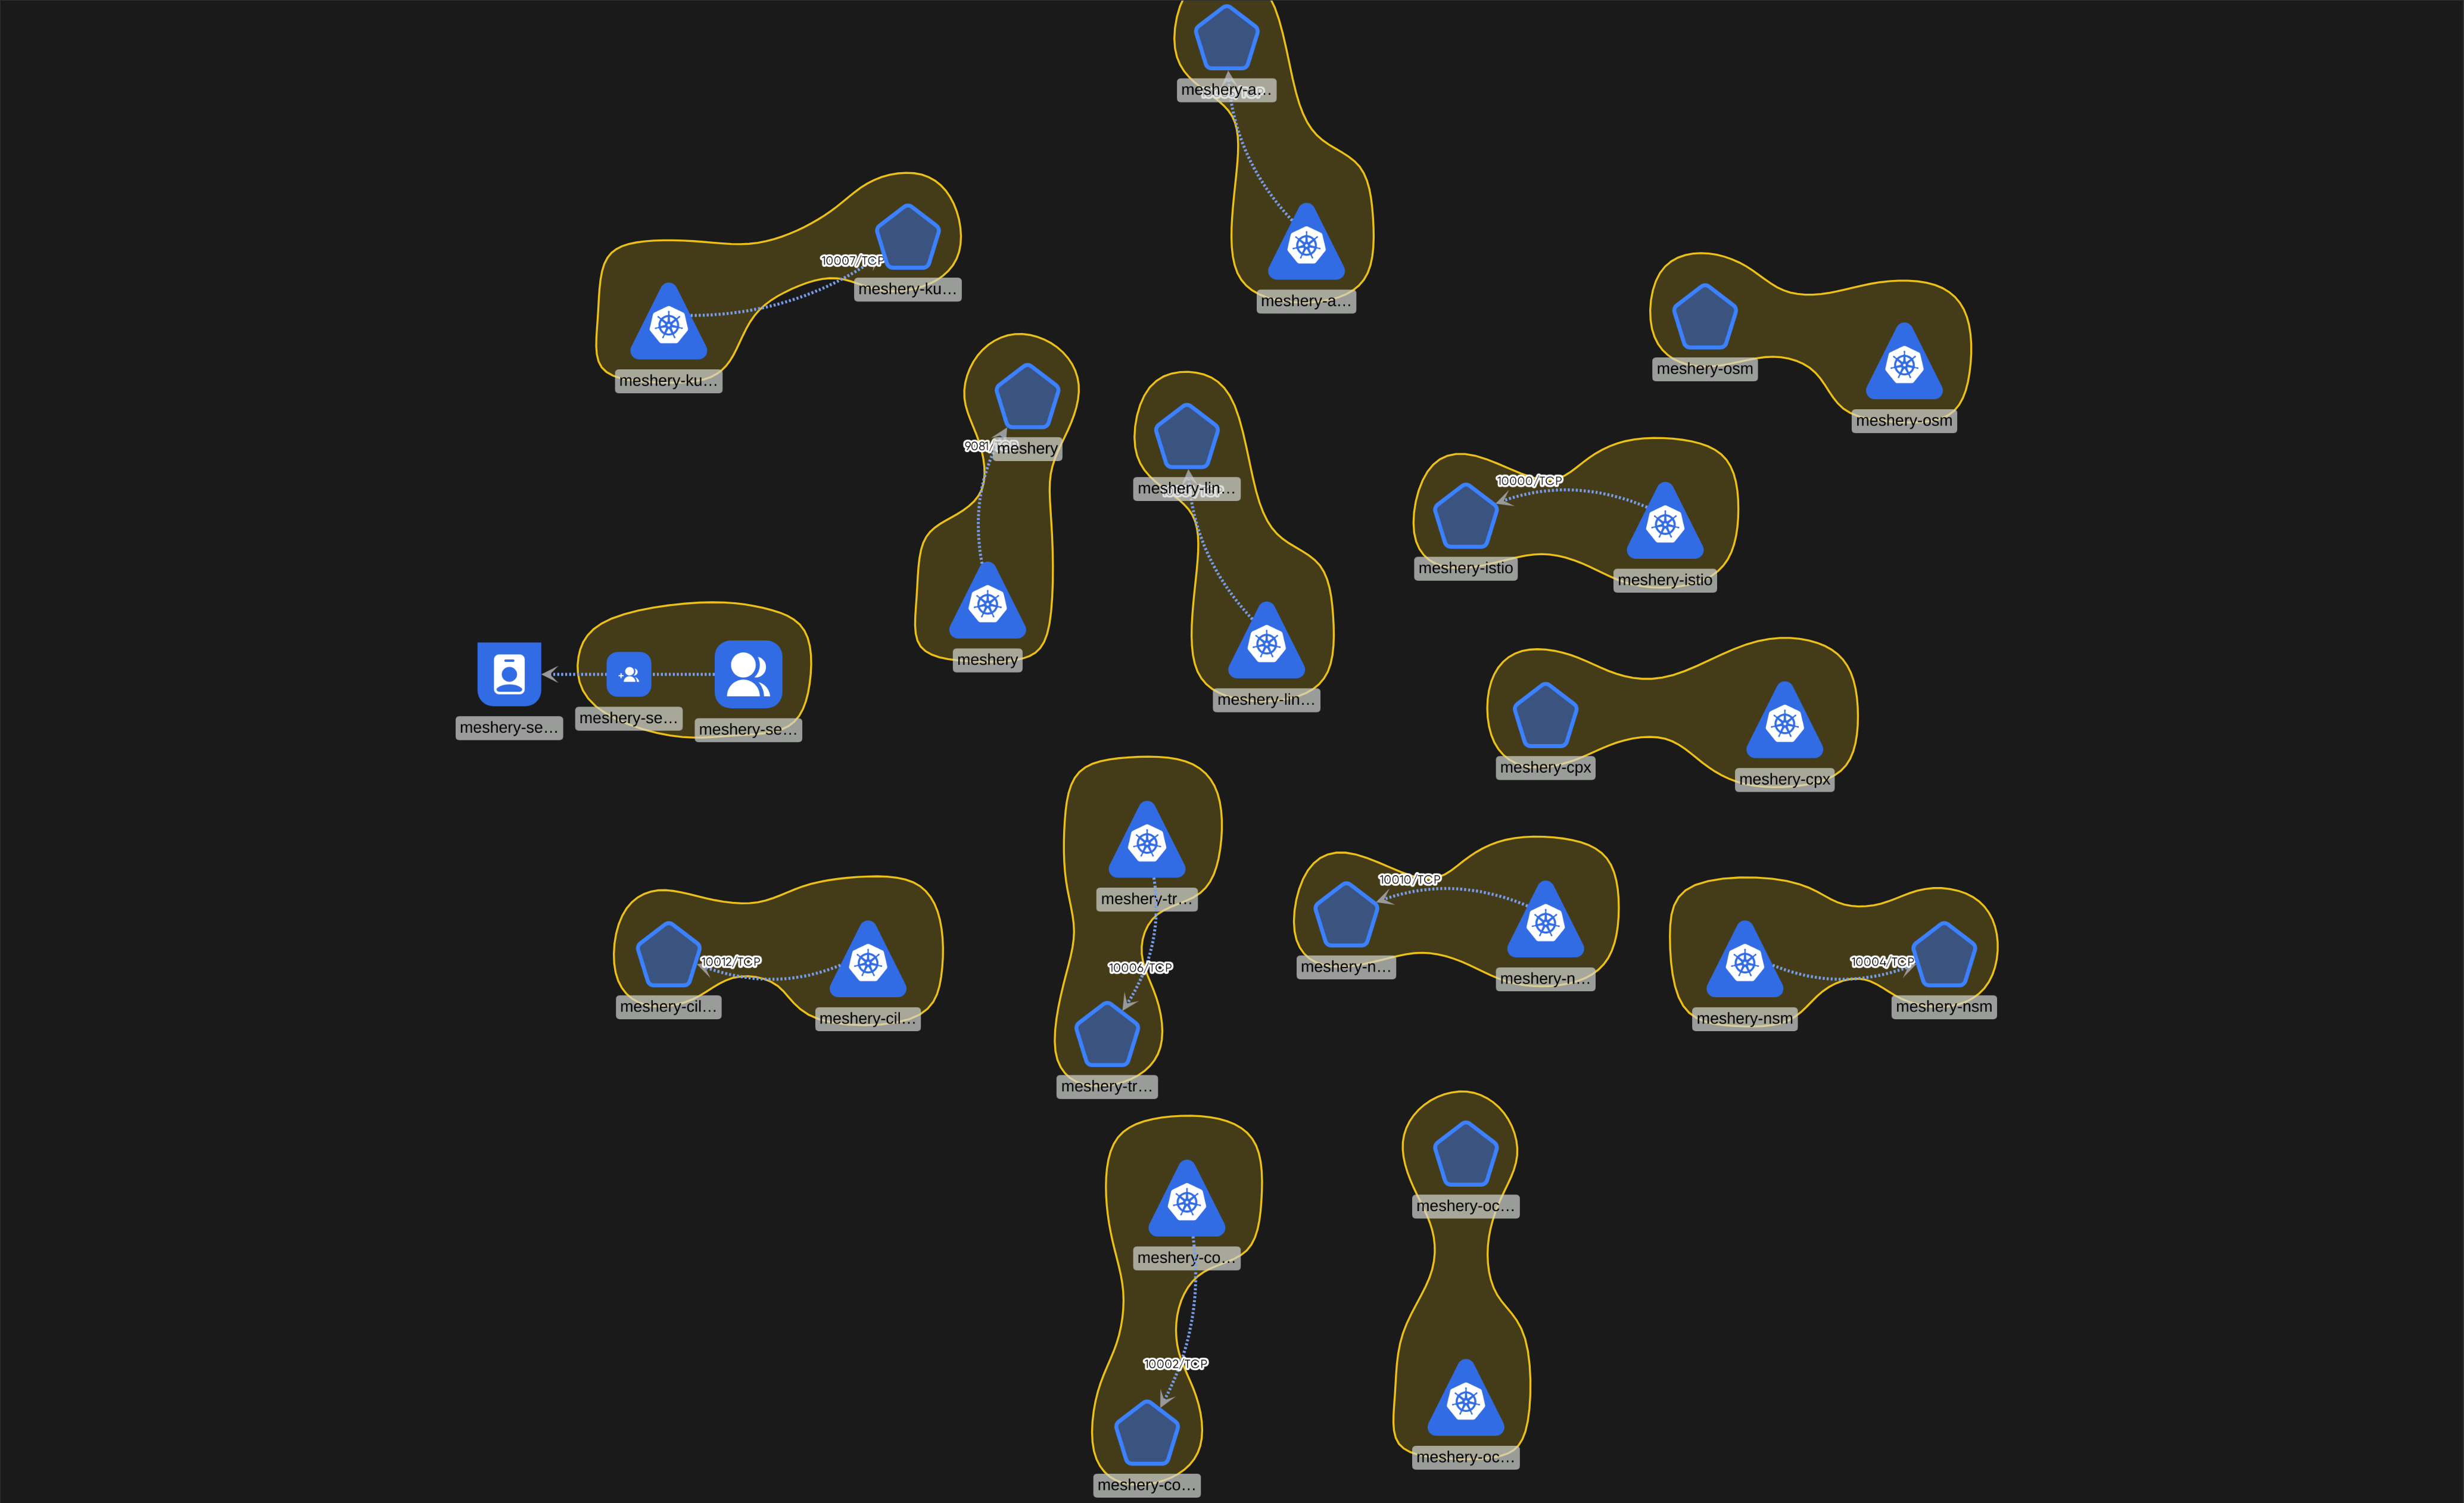 meshery-a…
meshery-a…
10007/TCP
meshery-ku…
meshery-ku…
meshery-osm
meshery-osm
meshery
meshery
meshery-lin…
meshery-lin…
10000/TCP
meshery-istio
meshery-istio
meshery-se…
meshery-se…
meshery-se…
meshery-cpx
meshery-cpx
meshery-tr…
10006/TCP
meshery-tr…
10010/TCP
meshery-n…
meshery-n…
10012/TCP
meshery-cil…
meshery-cil…
10004/TCP
meshery-nsm
meshery-nsm
meshery-co…
10002/TCP
meshery-co…
meshery-oc…
meshery-oc…